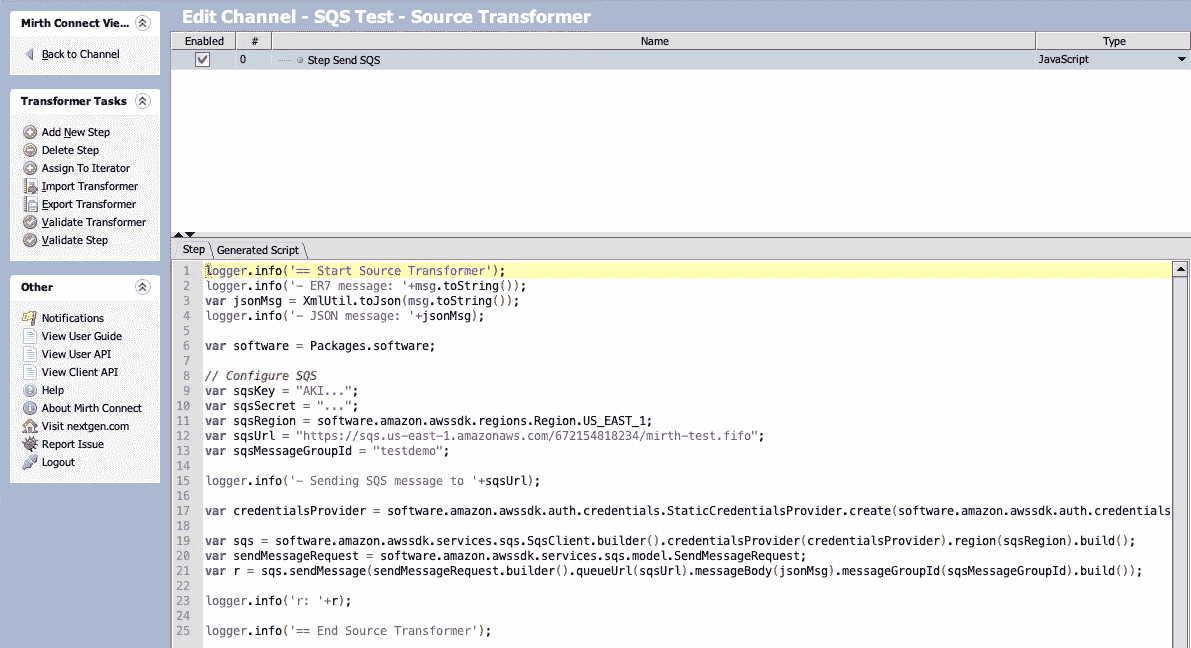 Mirth Connect Vie...
Back to Channel
Transformer Tasks
Add New Step
Delete Step
Assign To Iterator
Import Transformer
Export Transformer
Validate Transformer
Validate Step
Other
Notifications
View User Guide
View User API
View Client API
Help
About Mirth Connect
Visit nextgen.com
Report Issue
Logout
Edit Channel - SQS Test - Source Transformer
Enabled # Name Type
0 Step Send SQS JavaScript
Step Generated Script
1 logger.info('== Start Source Transformer');
2 logger.info('- ER7 message: '+msg.toString());
3 var jsonMsg = XmlUtil.toJson(msg.toString());
4 logger.info('- JSON message: '+jsonMsg);
5
6 var software = Packages.software;
7
8 // Configure SQS
9 var sqsKey = "AKI...";
10 var sqsSecret = "...";
11 var sqsRegion = software.amazon.awssdk.regions.Region.US_EAST_1;
12 var sqsUrl = "https://sqs.us-east-1.amazonaws.com/672154818234/mirth-test.fifo";
13 var sqsMessageGroupId = "testdemo";
14
15 logger.info('- Sending SQS message to '+sqsUrl);
16
17 var credentialsProvider = software.amazon.awssdk.auth.credentials.StaticCredentialsProvider.create(software.amazon.awssdk.auth.credentials
18
19 var sqs = software.amazon.awssdk.services.sqs.SqsClient.builder().credentialsProvider(credentialsProvider).region(sqsRegion).build();
20 var sendMessageRequest = software.amazon.awssdk.services.sqs.model.SendMessageRequest;
21 var r = sqs.sendMessage(sendMessageRequest.builder().queueUrl(sqsUrl).messageBody(jsonMsg).messageGroupId(sqsMessageGroupId).build());
22
23 logger.info('r: '+r);
24
25 logger.info('== End Source Transformer');